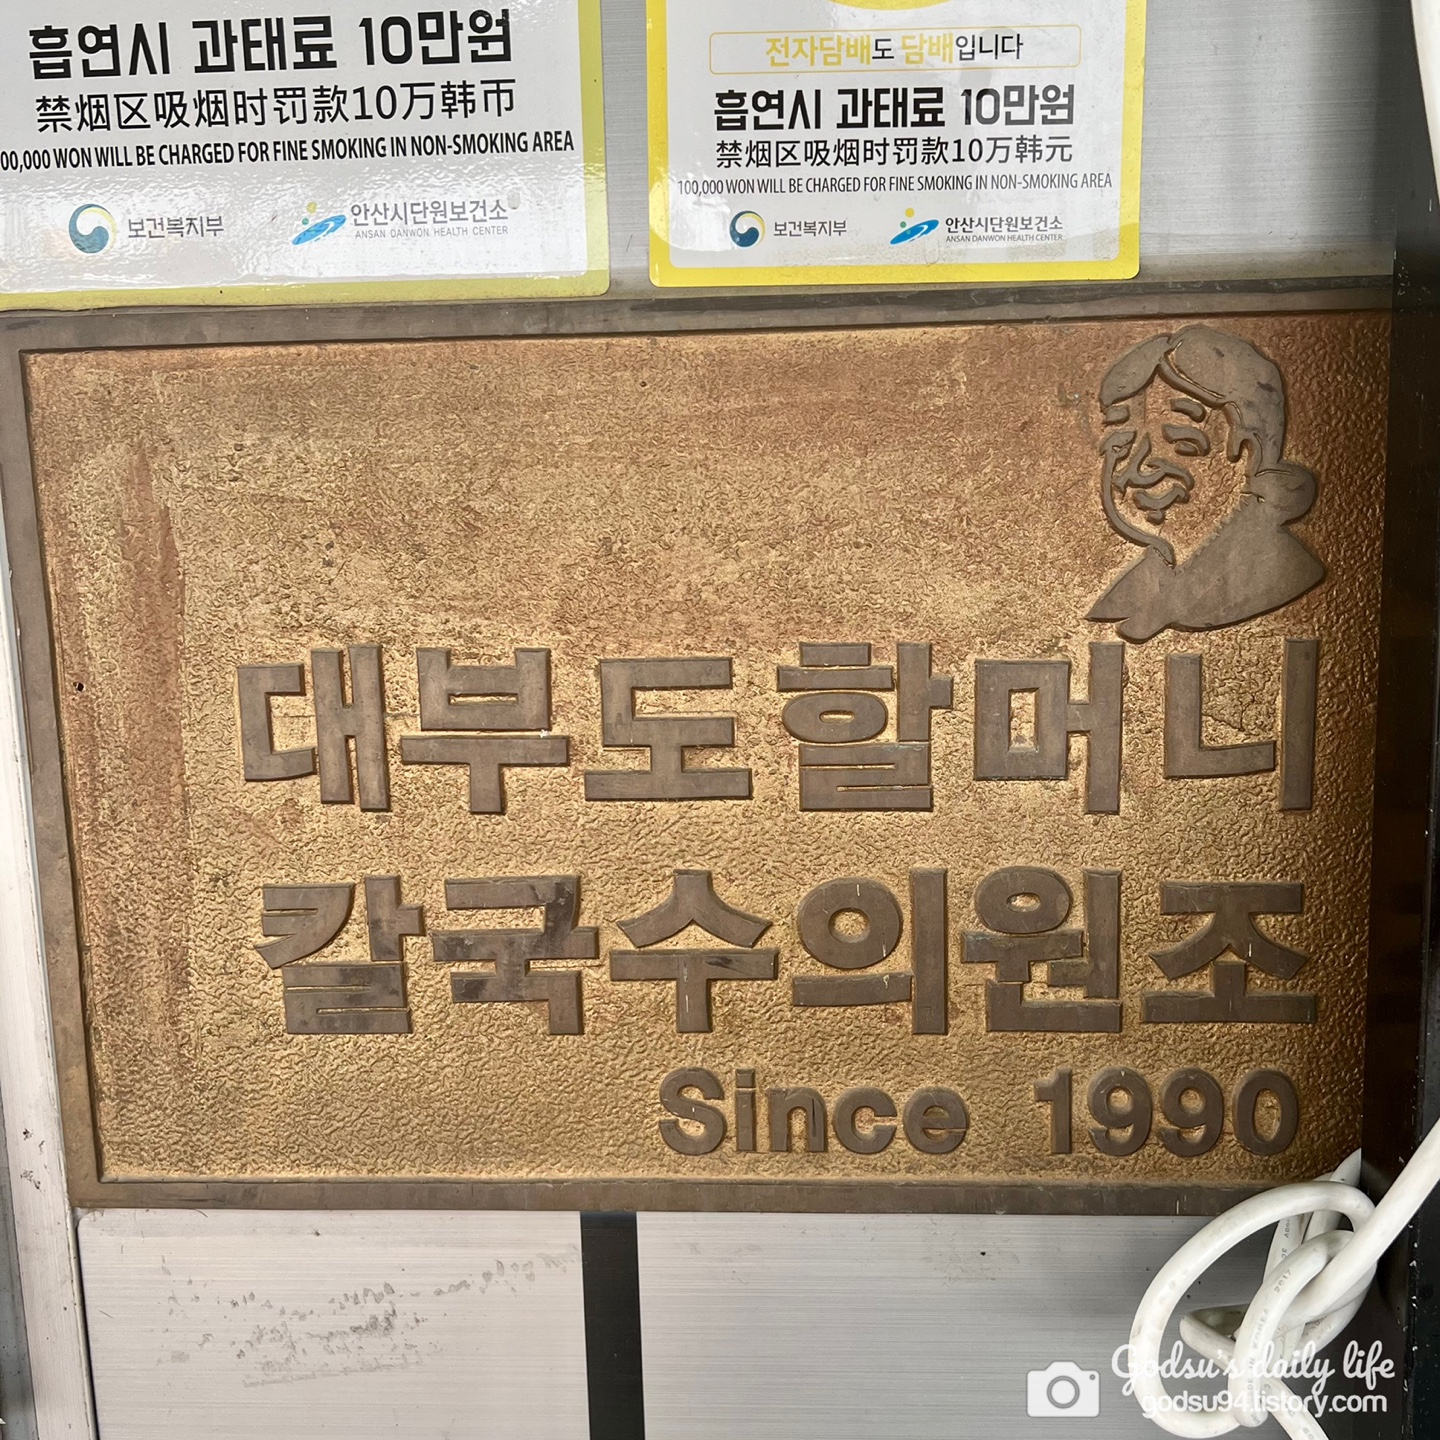 흡연시 과태료 10만원
禁烟区吸烟时罚款10万韩币
00,000 WON WILL BE CHARGED FOR FINE SMOKING IN NON-SMOKING AREA
보건복지부
안산시단원보건소
ANSAN DANWON HEALTH CENTER
전자담배도 담배입니다
흡연시 과태료 10만원
禁烟区吸烟时罚款10万韩元
100,000 WON WILL BE CHARGED FOR FINE SMOKING IN NON-SMOKING AREA
보건복지부
안산시단원보건소
ANSAN DANWON HEALTH CENTER
대부도할머니
칼국수의원조
Since 1990
Godsu's daily life
godsu94.tistory.com